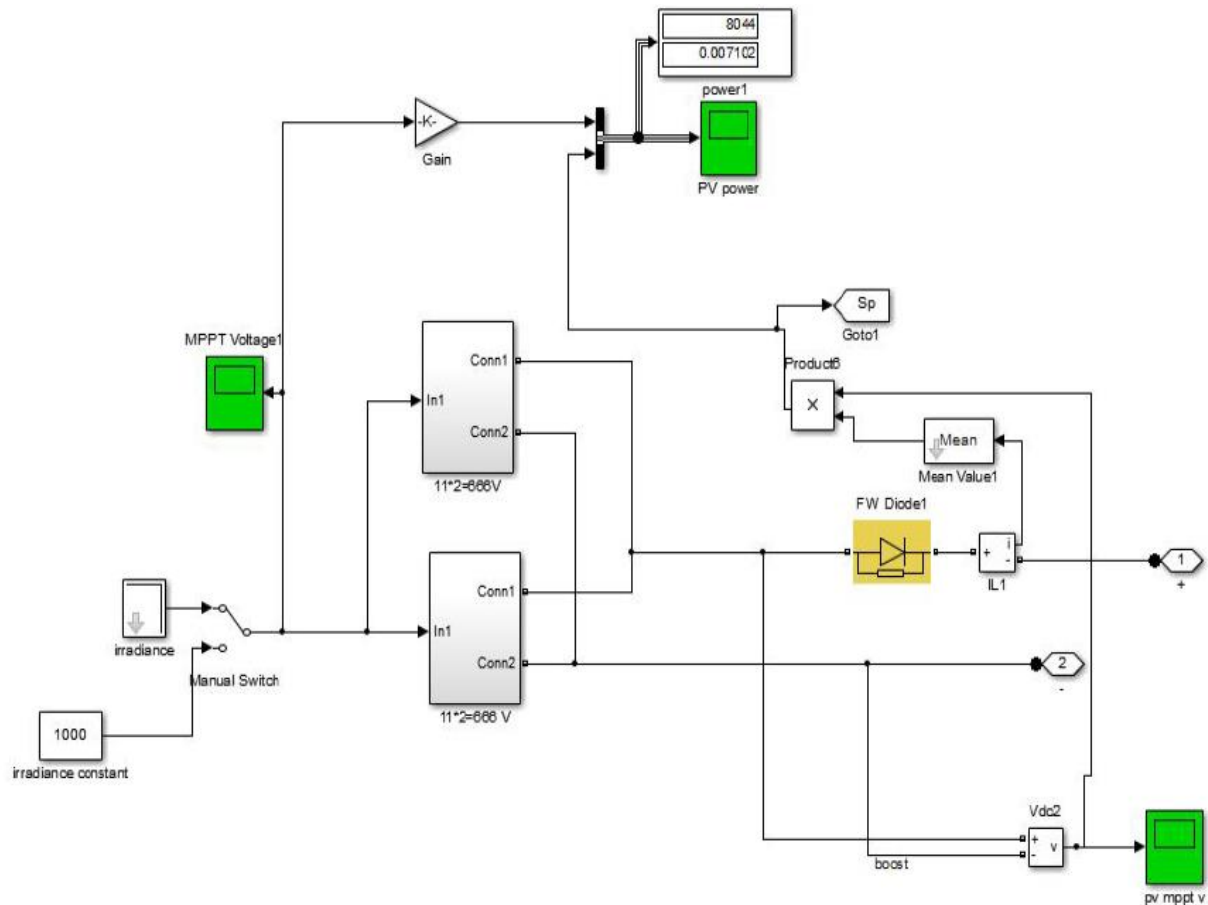 8044
0.007102
power1
-K-
Gain
PV power
Sp
Goto1
MPPT Voltage1
Conn1
In1
Conn2
11*2=666V
Product6
X
Mean
Mean Value1
FW Diode1
+
i
-
IL1
1
+
Conn1
In1
Conn2
11*2=666 V
irradiance
Manual Switch
2
-
1000
irradiance constant
Vdc2
+
-
v
boost
pv mppt v